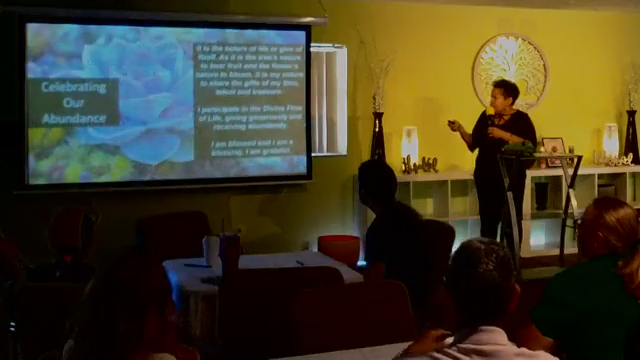 Celebrating
Our
Abundance
It is the nature of life to give of
itself. As it is the tree's nature
to bear fruit and the flower's
nature to bloom, it is my nature
to share the gifts of my time,
talent and treasure.
I participate in the Divine Flow
of Life, giving generously and
receiving abundantly.
I am blessed and I am a
blessing. I am grateful.